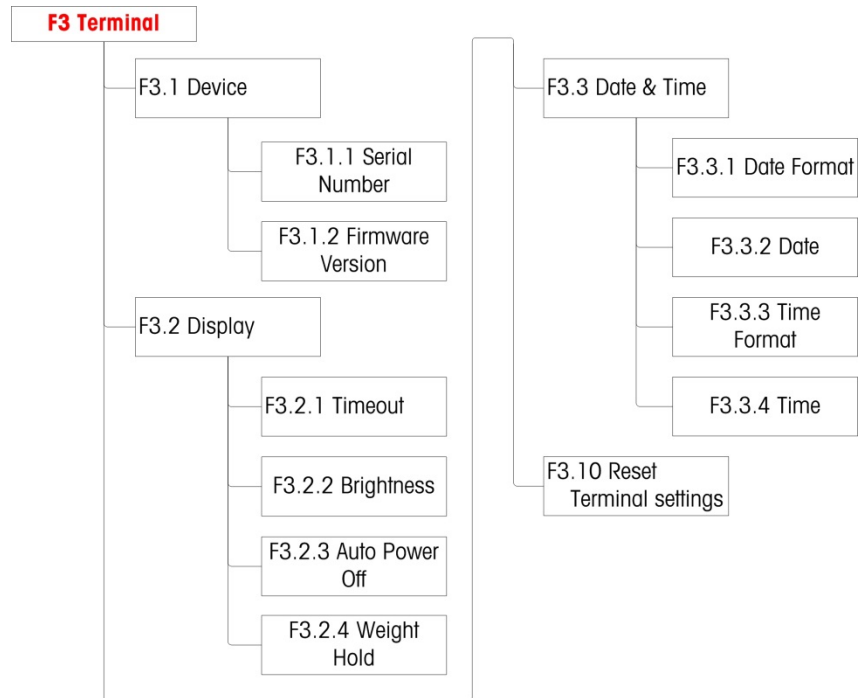 F3 Terminal
F3.1 Device
F3.1.1 Serial
Number
F3.1.2 Firmware
Version
F3.2 Display
F3.2.1 Timeout
F3.2.2 Brightness
F3.2.3 Auto Power
Off
F3.2.4 Weight
Hold
F3.3 Date & Time
F3.3.1 Date Format
F3.3.2 Date
F3.3.3 Time
Format
F3.3.4 Time
F3.10 Reset
Terminal settings